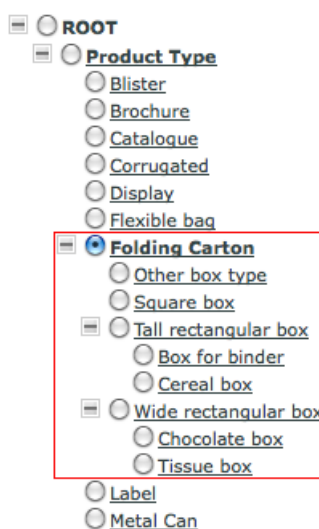 ROOT
Product Type
Blister
Brochure
Catalogue
Corrugated
Display
Flexible bag
Folding Carton
Other box type
Square box
Tall rectangular box
Box for binder
Cereal box
Wide rectangular box
Chocolate box
Tissue box
Label
Metal Can